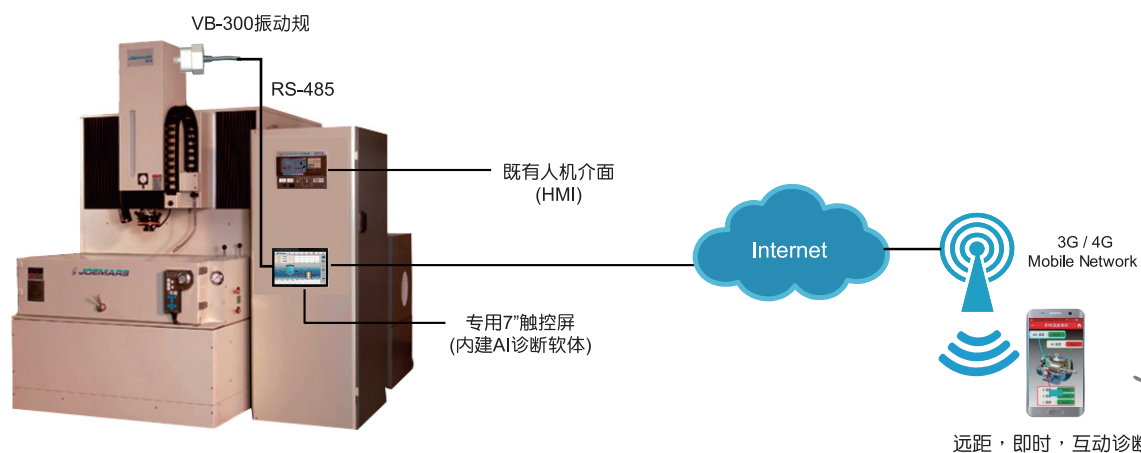 VB-300振动规
RS-485
既有人机介面
(HMI)
Internet
3G / 4G
Mobile Network
JOEMARS
专用7”触控屏
(内建AI诊断软体)
远距，即时，互动诊断